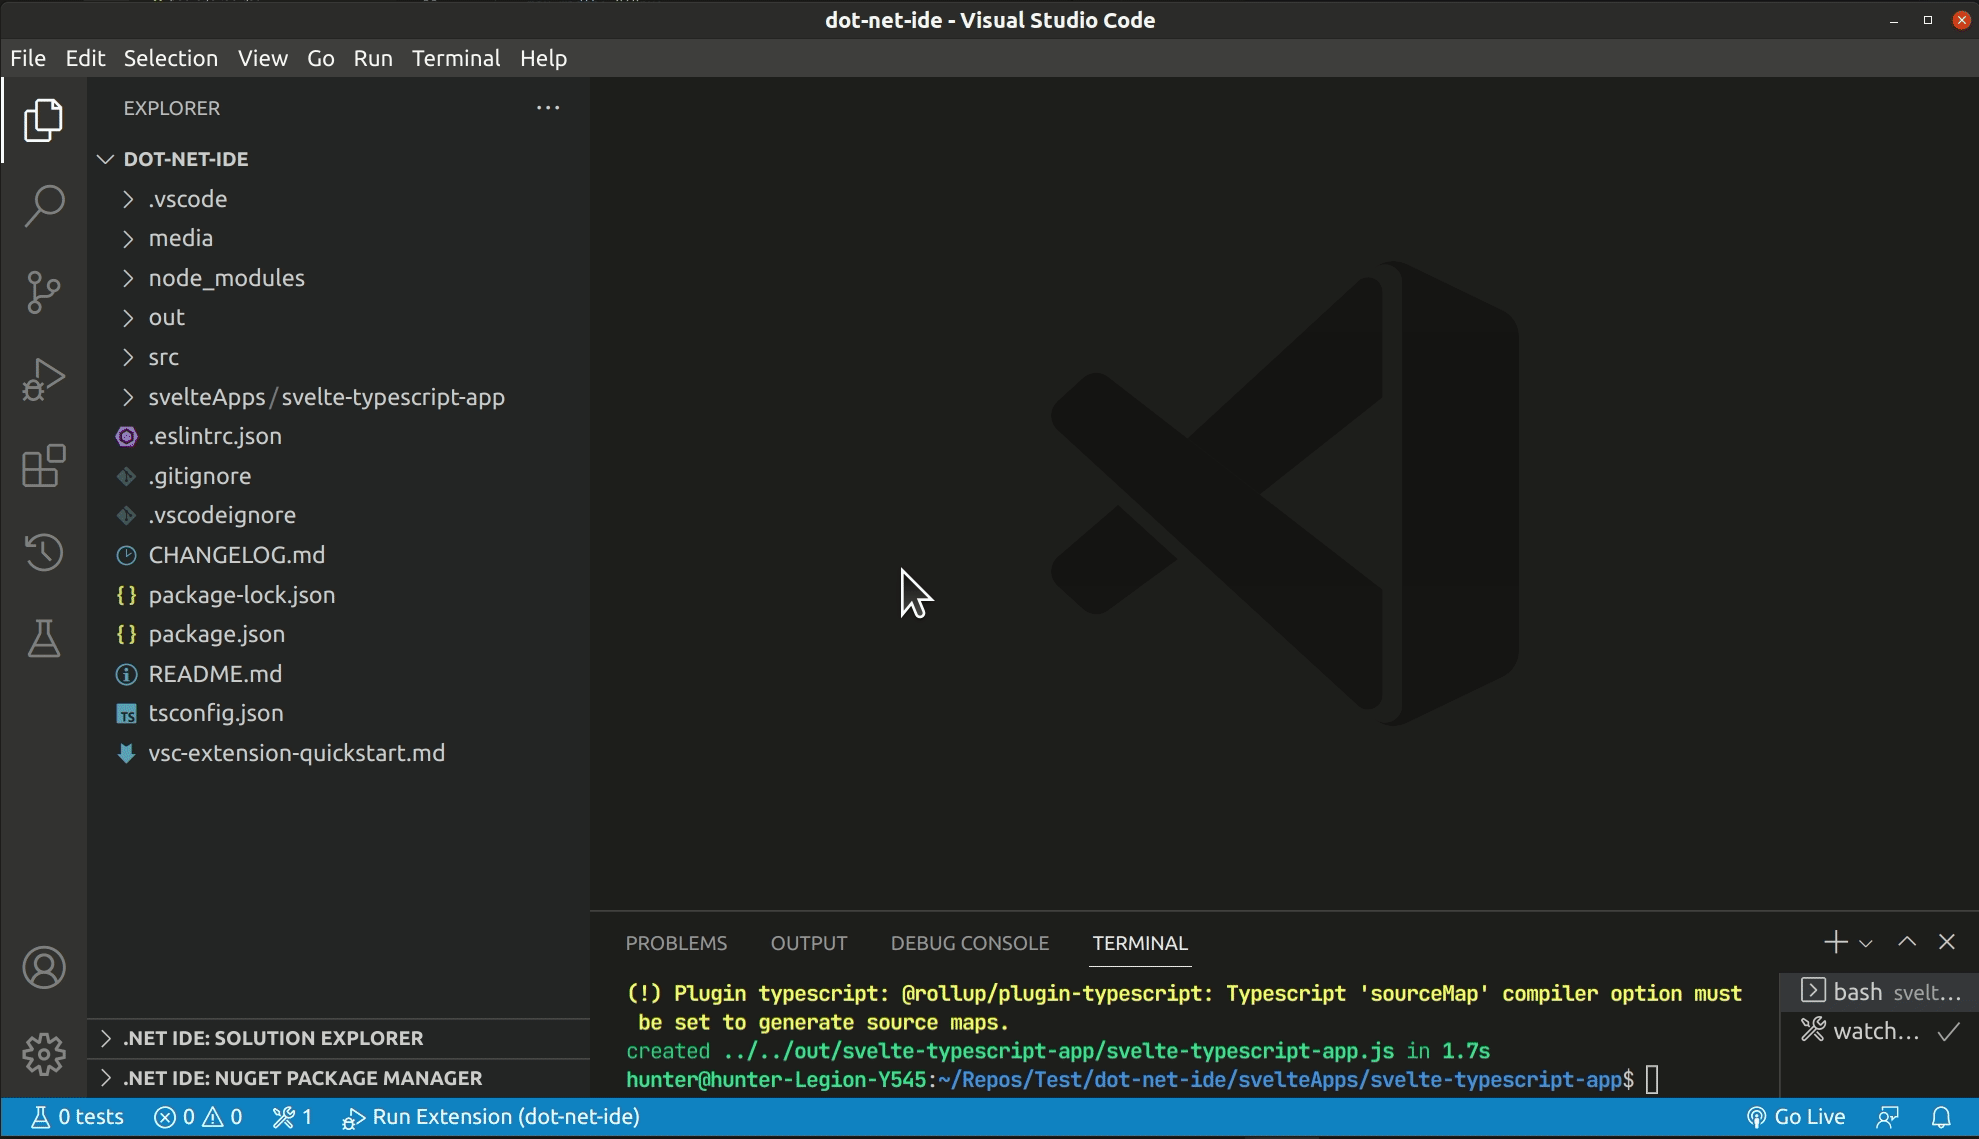 dot-net-ide - Visual Studio Code
File Edit Selection View Go Run Terminal Help
EXPLORER
DOT-NET-IDE
.vscode
media
node_modules
out
src
svelteApps / svelte-typescript-app
.eslintrc.json
.gitignore
.vscodeignore
CHANGELOG.md
package-lock.json
package.json
README.md
tsconfig.json
vsc-extension-quickstart.md
.NET IDE: SOLUTION EXPLORER
.NET IDE: NUGET PACKAGE MANAGER
PROBLEMS OUTPUT DEBUG CONSOLE TERMINAL
(!) Plugin typescript: @rollup/plugin-typescript: Typescript 'sourceMap' compiler option must
be set to generate source maps.
created ../../out/svelte-typescript-app/svelte-typescript-app.js in 1.7s
hunter@hunter-Legion-Y545:~/Repos/Test/dot-net-ide/svelteApps/svelte-typescript-app$
bash svelt...
watch...
0 tests 0 0 1 Run Extension (dot-net-ide) Go Live